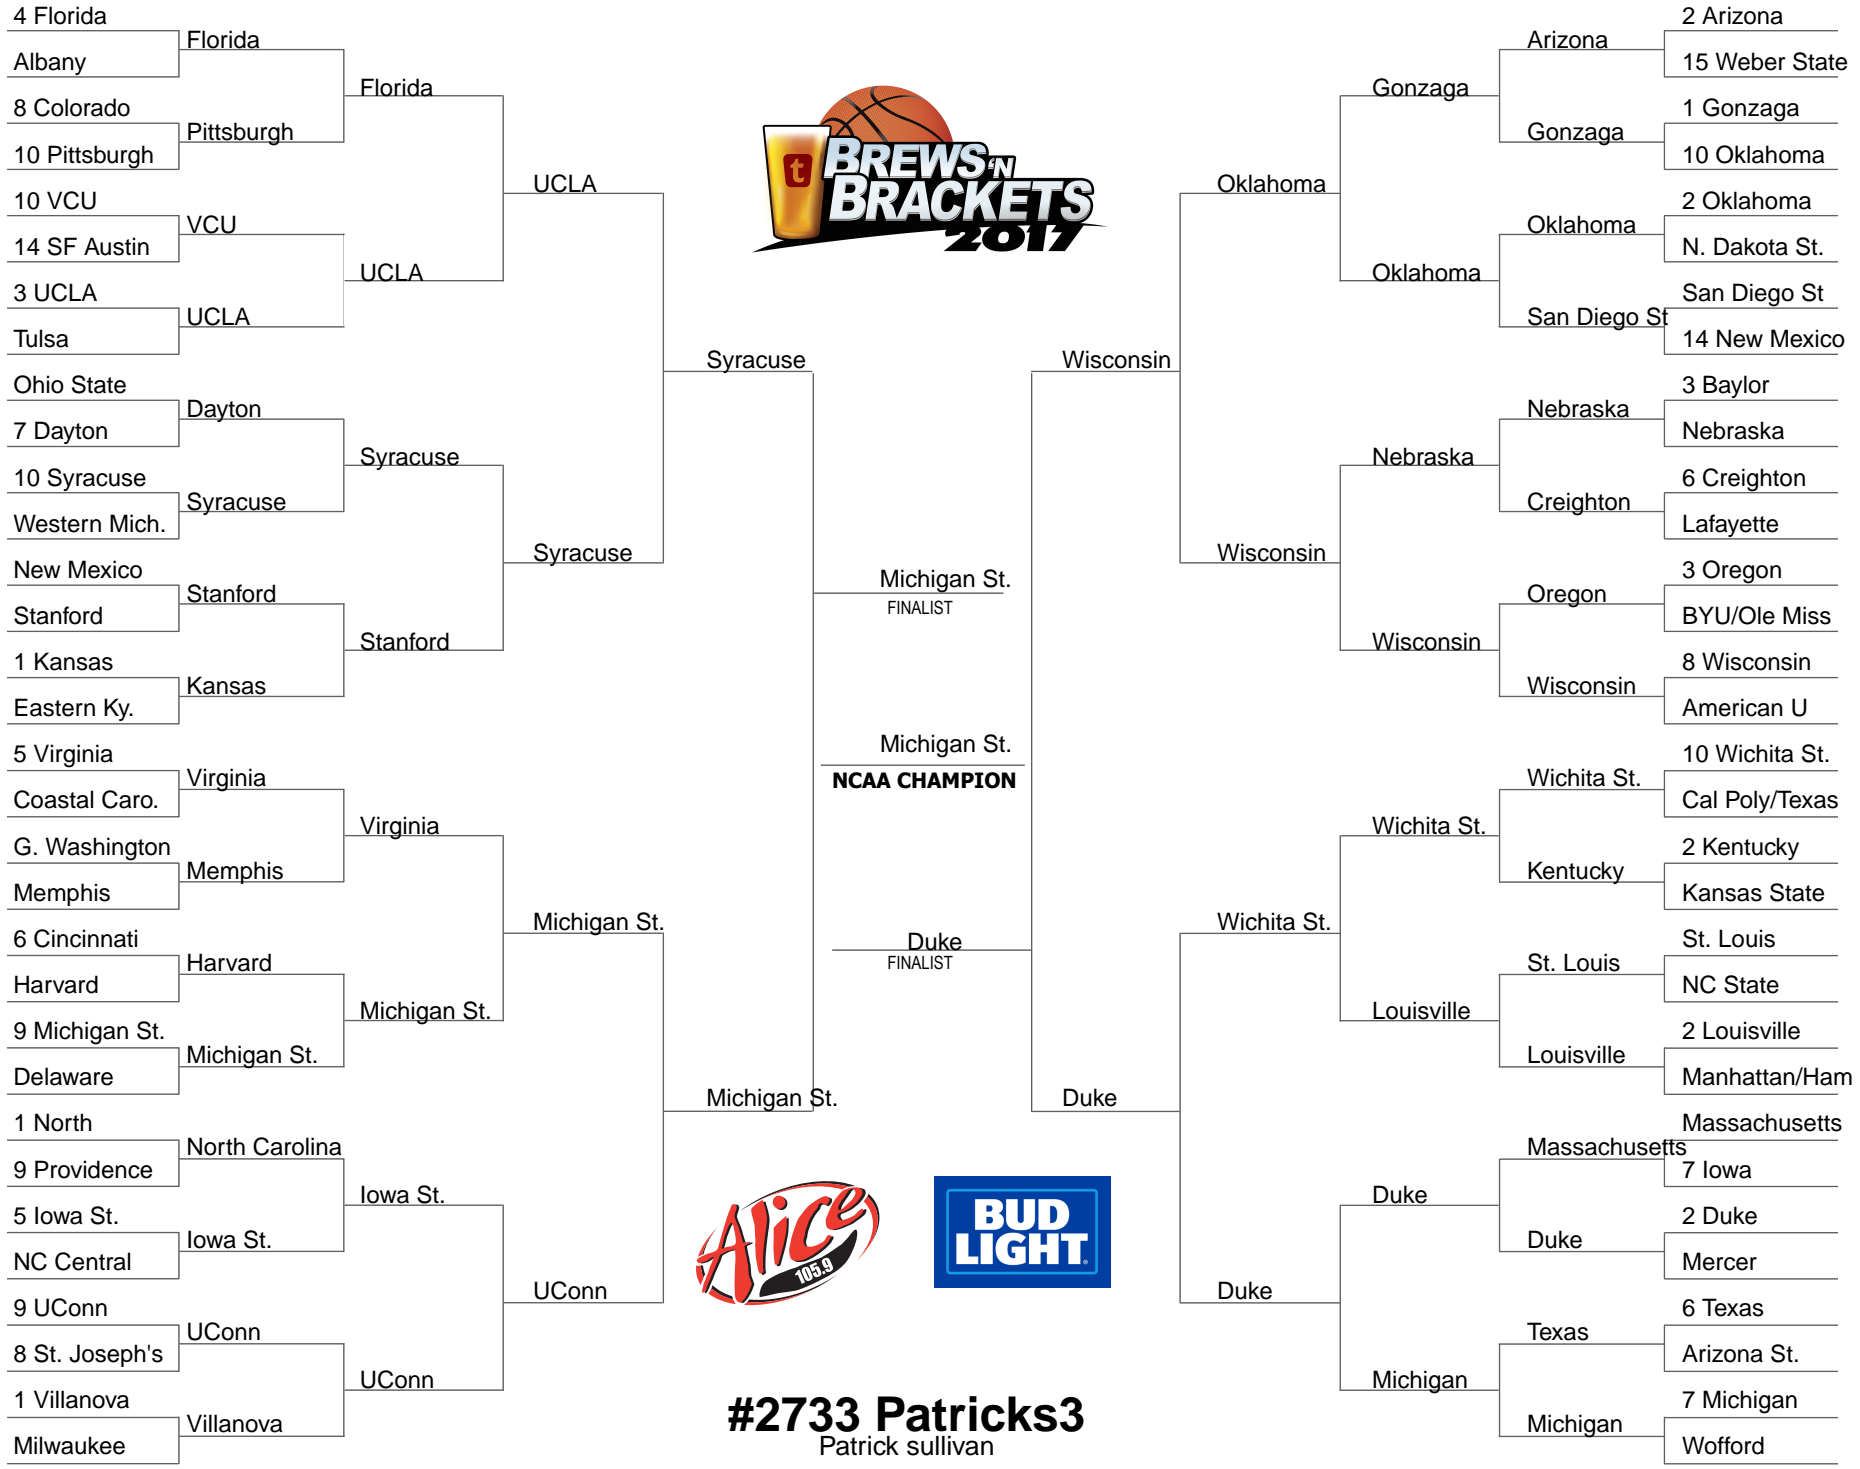 4 Florida
Albany
8 Colorado
10 Pittsburgh
10 VCU
14 SF Austin
3 UCLA
Tulsa
Ohio State
7 Dayton
10 Syracuse
Western Mich.
New Mexico
Stanford
1 Kansas
Eastern Ky.
5 Virginia
Coastal Caro.
G. Washington
Memphis
6 Cincinnati
Harvard
9 Michigan St.
Delaware
1 North
9 Providence
5 Iowa St.
NC Central
9 UConn
8 St. Joseph's
1 Villanova
Milwaukee
Florida
Pittsburgh
VCU
UCLA
Dayton
Syracuse
Stanford
Kansas
Virginia
Memphis
Harvard
Michigan St.
North Carolina
Iowa St.
UConn
Villanova
Florida
UCLA
Syracuse
Stanford
Virginia
Michigan St.
Iowa St.
UConn
UCLA
Syracuse
Michigan St.
UConn
Syracuse
Michigan St.
t
BREWS 'N
BRACKETS
2017
Michigan St.
FINALIST
Michigan St.
NCAA CHAMPION
Duke
FINALIST
Alice
105.9
BUD
LIGHT
#2733 Patricks3
Patrick sullivan
Wisconsin
Duke
Oklahoma
Wisconsin
Wichita St.
Duke
Gonzaga
Oklahoma
Nebraska
Wisconsin
Wichita St.
Louisville
Duke
Michigan
Arizona
Gonzaga
Oklahoma
San Diego St
Nebraska
Creighton
Oregon
Wisconsin
Wichita St.
Kentucky
St. Louis
Louisville
Massachusetts
Duke
Texas
Michigan
2 Arizona
15 Weber State
1 Gonzaga
10 Oklahoma
2 Oklahoma
N. Dakota St.
San Diego St
14 New Mexico
3 Baylor
Nebraska
6 Creighton
Lafayette
3 Oregon
BYU/Ole Miss
8 Wisconsin
American U
10 Wichita St.
Cal Poly/Texas
2 Kentucky
Kansas State
St. Louis
NC State
2 Louisville
Manhattan/Ham
Massachusetts
7 Iowa
2 Duke
Mercer
6 Texas
Arizona St.
7 Michigan
Wofford